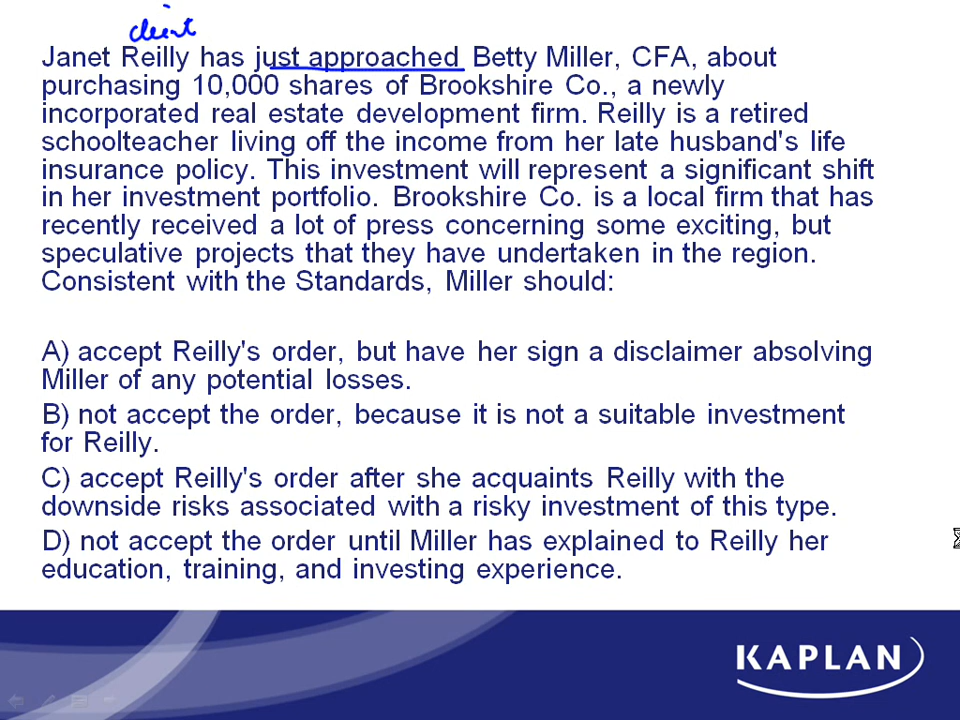 client
Janet Reilly has just approached Betty Miller, CFA, about
purchasing 10,000 shares of Brookshire Co., a newly
incorporated real estate development firm. Reilly is a retired
schoolteacher living off the income from her late husband's life
insurance policy. This investment will represent a significant shift
in her investment portfolio. Brookshire Co. is a local firm that has
recently received a lot of press concerning some exciting, but
speculative projects that they have undertaken in the region.
Consistent with the Standards, Miller should:
A) accept Reilly's order, but have her sign a disclaimer absolving
Miller of any potential losses.
B) not accept the order, because it is not a suitable investment
for Reilly.
C) accept Reilly's order after she acquaints Reilly with the
downside risks associated with a risky investment of this type.
D) not accept the order until Miller has explained to Reilly her
education, training, and investing experience.
KAPLAN